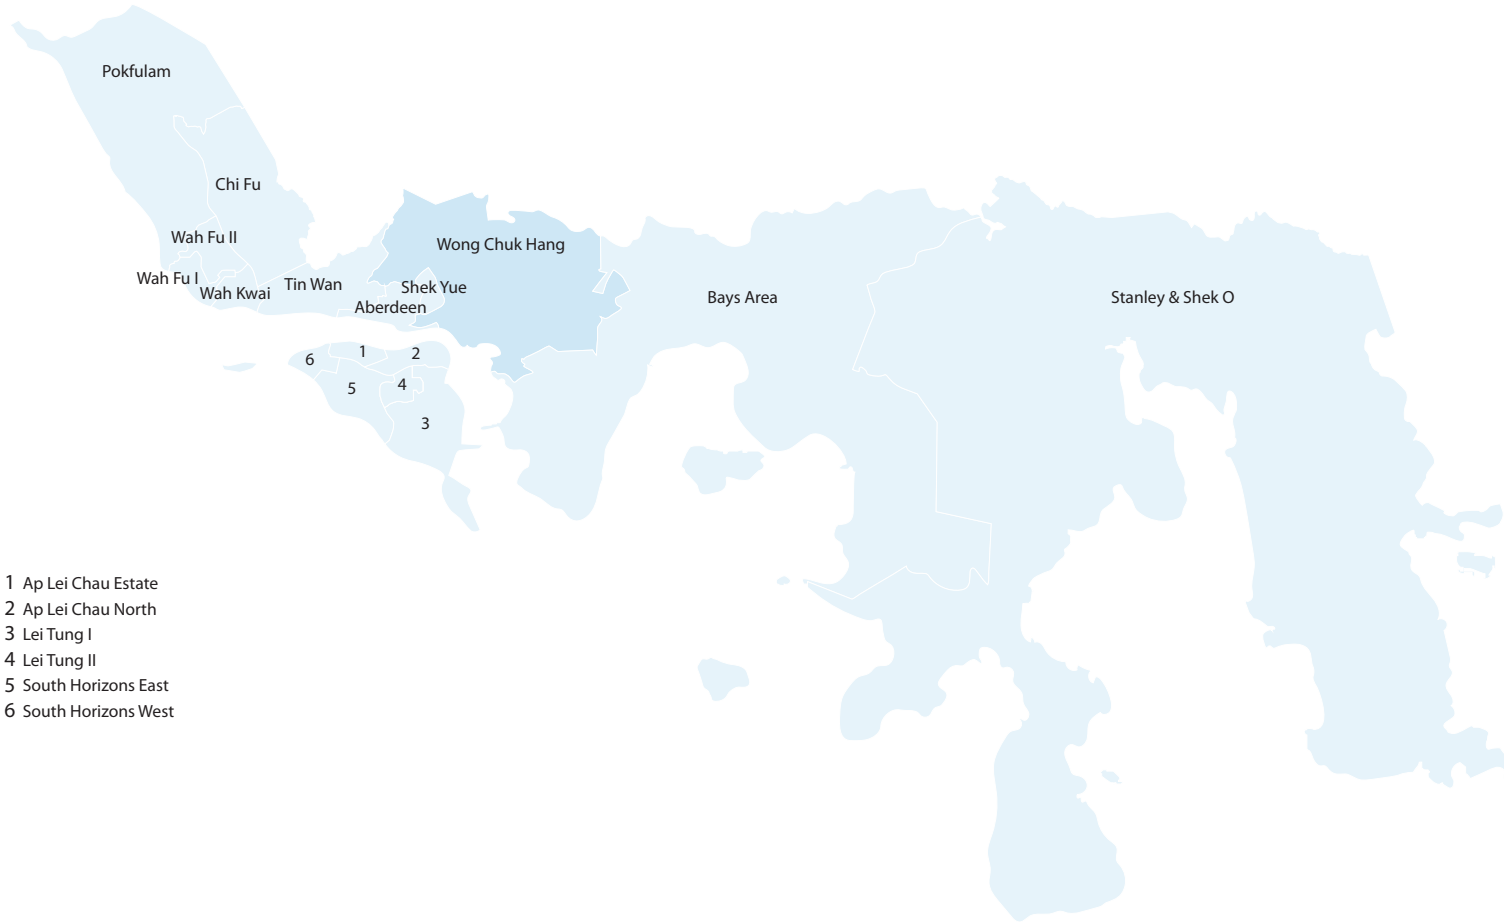 Pokfulam
Chi Fu
Wah Fu II
Wong Chuk Hang
Wah Fu I
Wah Kwai
Tin Wan
Shek Yue
Aberdeen
Bays Area
Stanley & Shek O
6
1
2
5
4
3
1 Ap Lei Chau Estate
2 Ap Lei Chau North
3 Lei Tung I
4 Lei Tung II
5 South Horizons East
6 South Horizons West